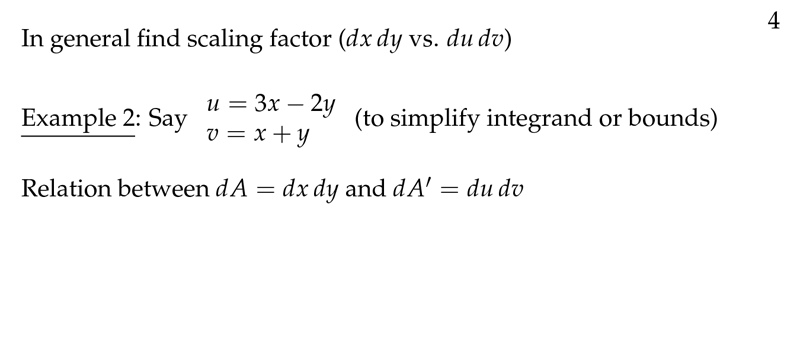 4
In general find scaling factor (dx dy vs. du dv)
Example 2: Say u = 3x − 2y (to simplify integrand or bounds)
v = x + y
Relation between dA = dx dy and dA′ = du dv